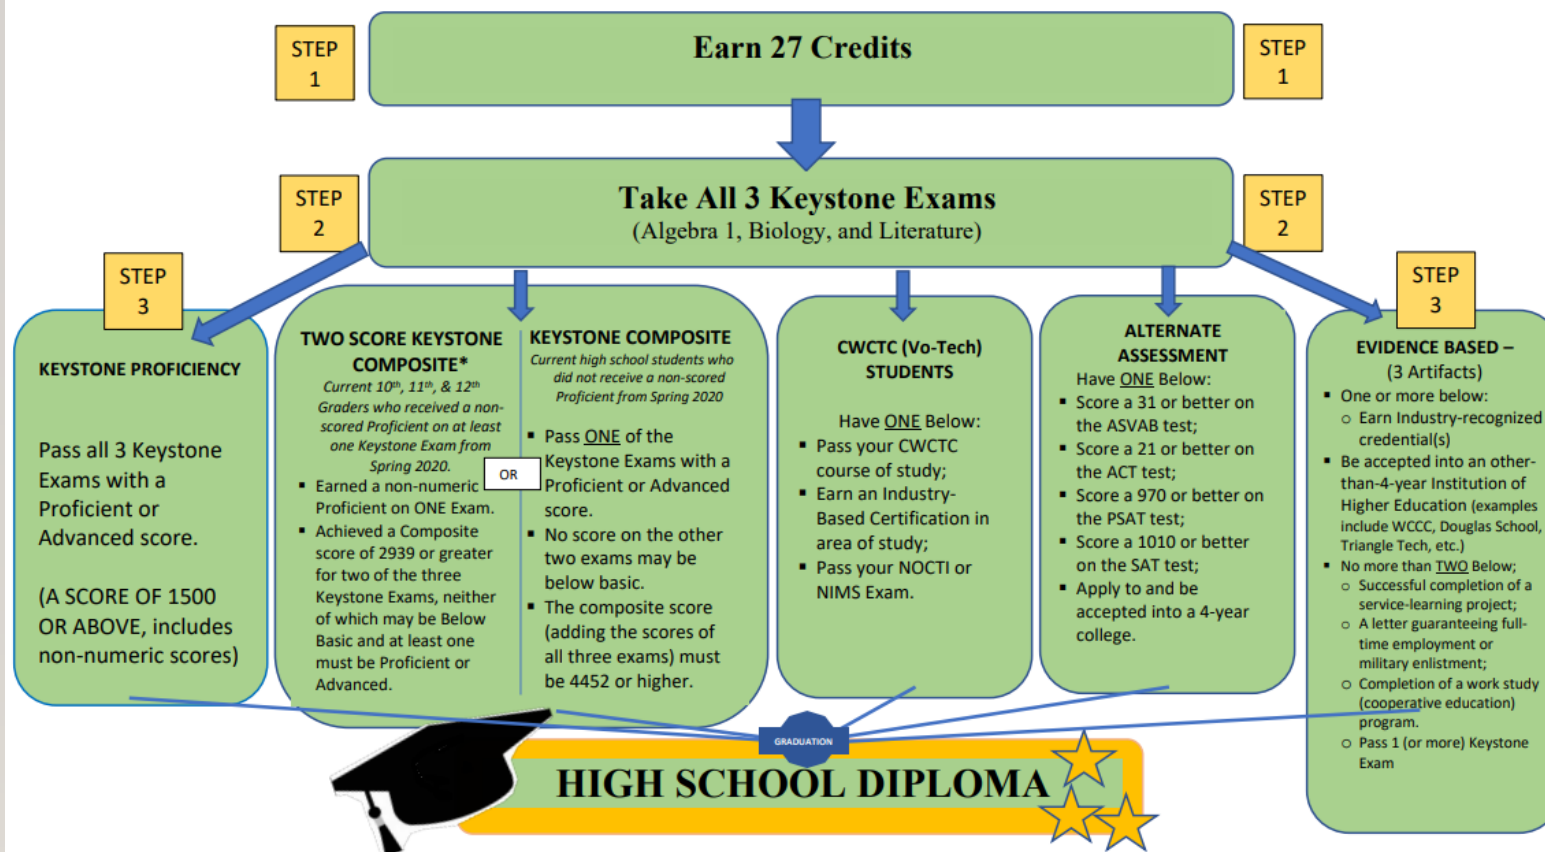 STEP
1
Earn 27 Credits
STEP
1
STEP
2
Take All 3 Keystone Exams
(Algebra 1, Biology, and Literature)
STEP
2
STEP
3
KEYSTONE PROFICIENCY
Pass all 3 Keystone
Exams with a
Proficient or
Advanced score.
(A SCORE OF 1500
OR ABOVE, includes
non-numeric scores)
TWO SCORE KEYSTONE
COMPOSITE*
Current 10th, 11th, & 12th
Graders who received a non-
scored Proficient on at least
one Keystone Exam from
Spring 2020.
▪ Earned a non-numeric
Proficient on ONE Exam.
▪ Achieved a Composite
score of 2939 or greater
for two of the three
Keystone Exams, neither
of which may be Below
Basic and at least one
must be Proficient or
Advanced.
OR
KEYSTONE COMPOSITE
Current high school students who
did not receive a non-scored
Proficient from Spring 2020
▪ Pass ONE of the
Keystone Exams with a
Proficient or Advanced
score.
▪ No score on the other
two exams may be
below basic.
▪ The composite score
(adding the scores of
all three exams) must
be 4452 or higher.
CWCTC (Vo-Tech)
STUDENTS
Have ONE Below:
▪ Pass your CWCTC
course of study;
▪ Earn an Industry-
Based Certification in
area of study;
▪ Pass your NOCTI or
NIMS Exam.
ALTERNATE
ASSESSMENT
Have ONE Below:
▪ Score a 31 or better on
the ASVAB test;
▪ Score a 21 or better on
the ACT test;
▪ Score a 970 or better on
the PSAT test;
▪ Score a 1010 or better
on the SAT test;
▪ Apply to and be
accepted into a 4-year
college.
STEP
3
EVIDENCE BASED –
(3 Artifacts)
▪ One or more below:
o Earn Industry-recognized
credential(s)
▪ Be accepted into an other-
than-4-year Institution of
Higher Education (examples
include WCCC, Douglas School,
Triangle Tech, etc.)
▪ No more than TWO Below;
o Successful completion of a
service-learning project;
o A letter guaranteeing full-
time employment or
military enlistment;
o Completion of a work study
(cooperative education)
program.
o Pass 1 (or more) Keystone
Exam
GRADUATION
HIGH SCHOOL DIPLOMA